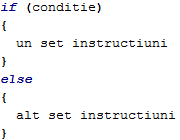 if (conditie)
{
  un set instructiuni
}
else
{
  alt set instructiuni
}